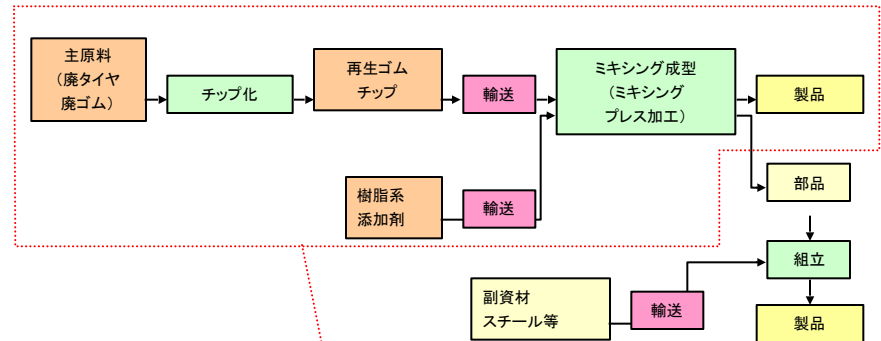 主原料
（廃タイヤ
廃ゴム）
チップ化
再生ゴム
チップ
輸送
ミキシング成型
（ミキシング
プレス加工）
製品
樹脂系
添加剤
輸送
部品
組立
副資材
スチール等
輸送
製品